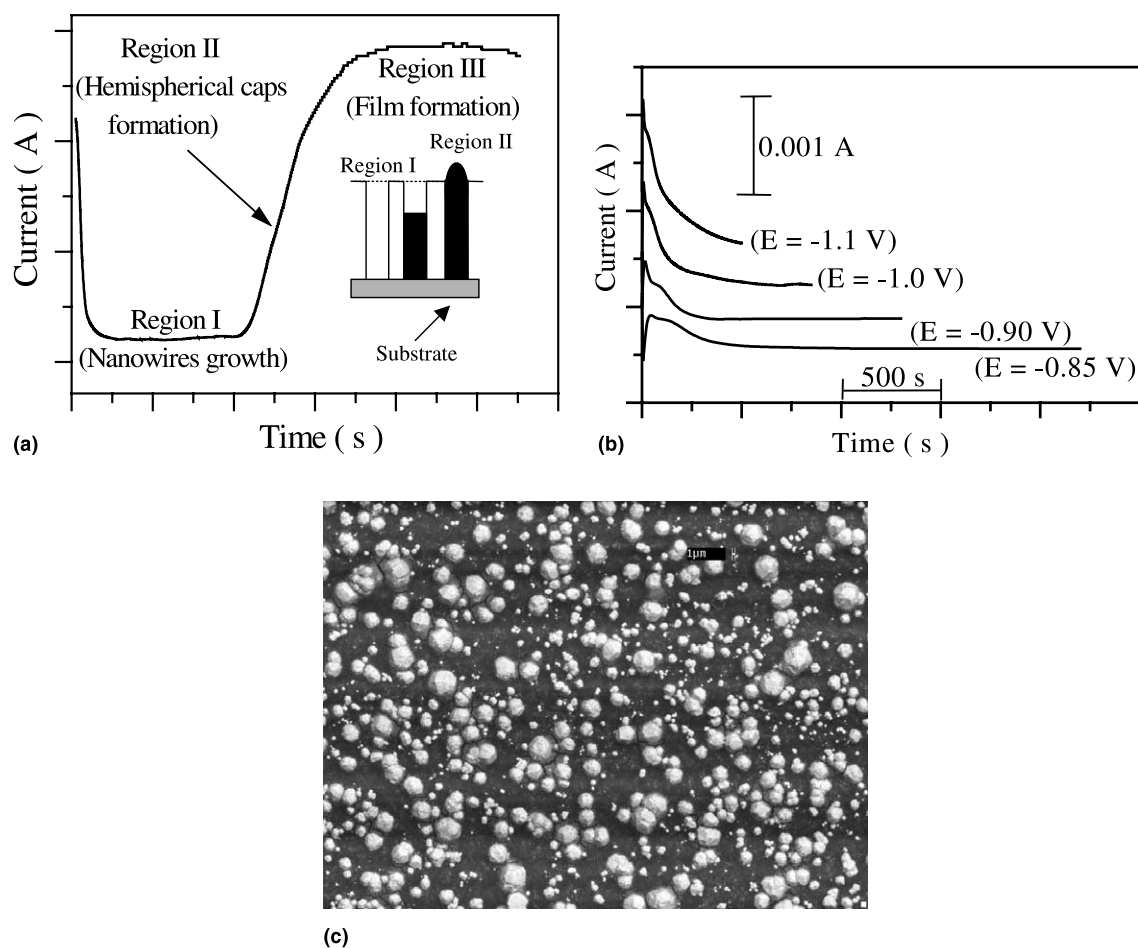 Region II
(Hemispherical caps
formation)
Region III
(Film formation)
Region II
Region I
Region I
(Nanowires growth)
Substrate
Current ( A )
Time ( s )
(a)
0.001 A
(E = -1.1 V)
(E = -1.0 V)
(E = -0.90 V)
(E = -0.85 V)
500 s
Current ( A )
Time ( s )
(b)
1µm
(c)